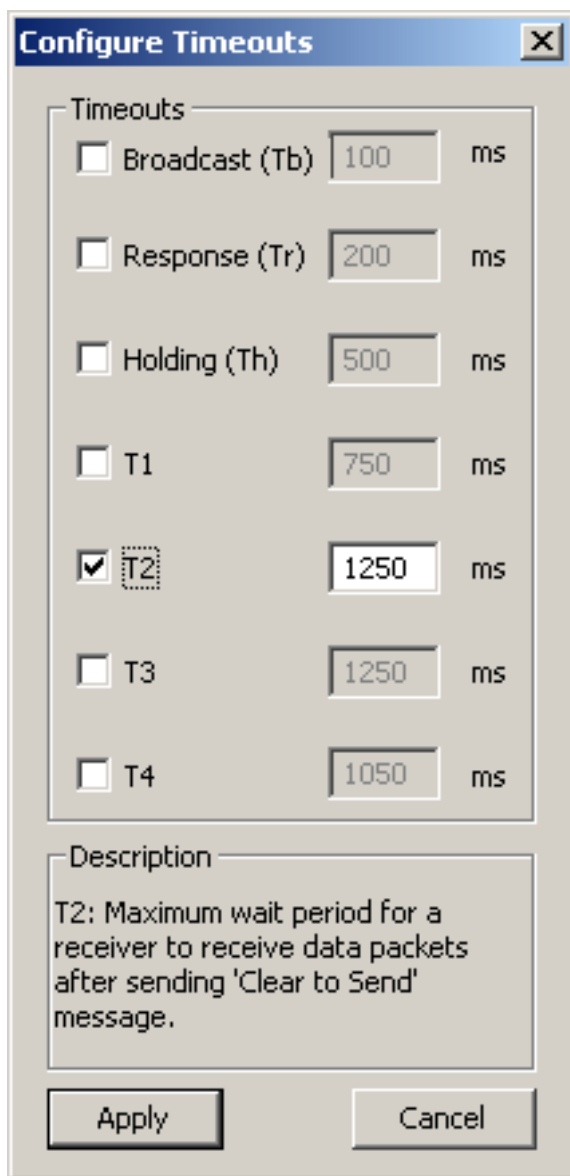 Configure Timeouts
Timeouts
Broadcast (Tb) 100 ms
Response (Tr) 200 ms
Holding (Th) 500 ms
T1 750 ms
T2 1250 ms
T3 1250 ms
T4 1050 ms
Description
T2: Maximum wait period for a
receiver to receive data packets
after sending 'Clear to Send'
message.
Apply Cancel